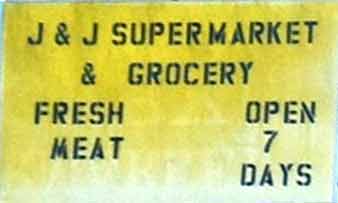 J & J SUPERMARKET
& GROCERY
FRESH
MEAT
OPEN
7
DAYS